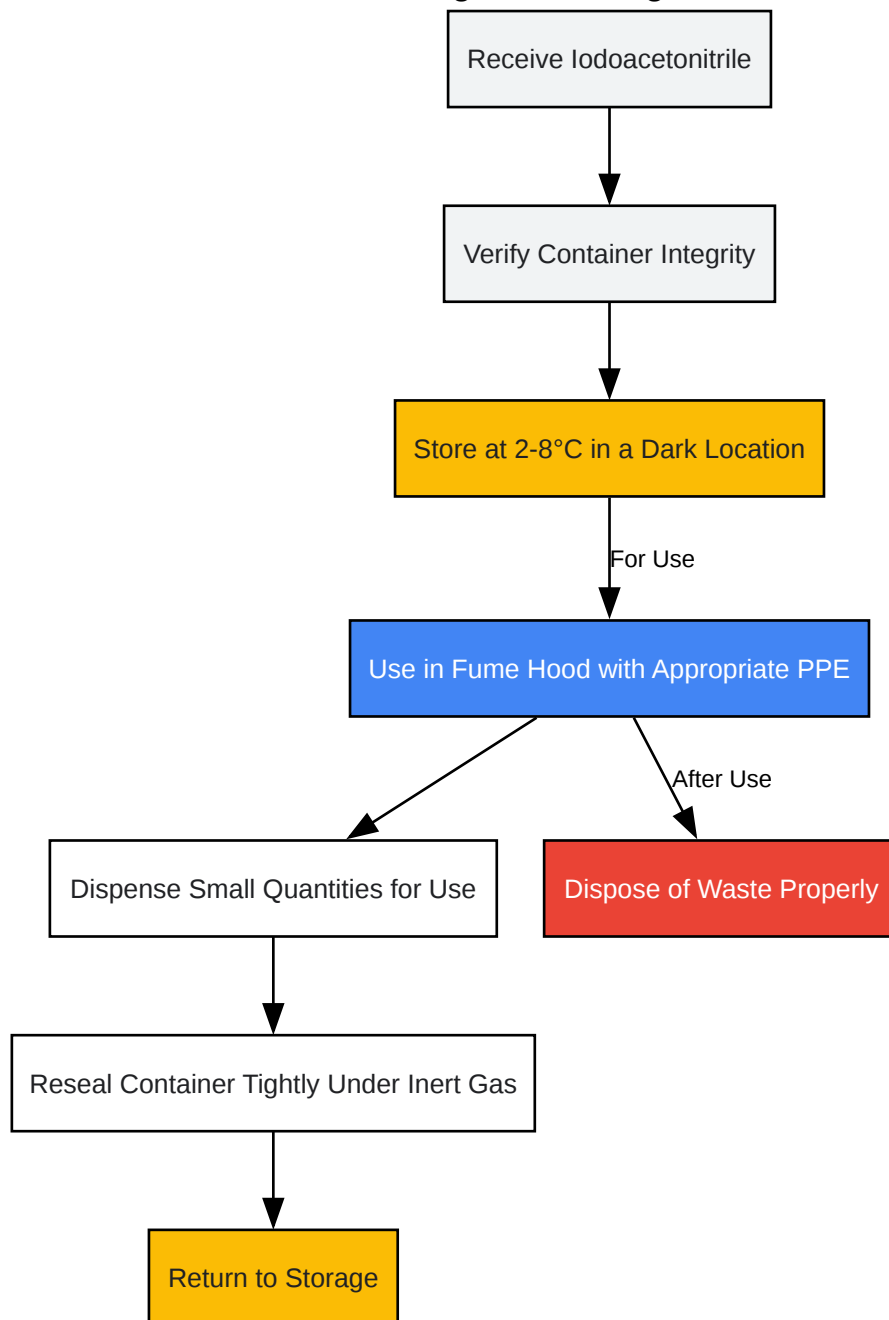 Receive Iodoacetonitrile
Verify Container Integrity
Store at 2-8°C in a Dark Location
For Use
Use in Fume Hood with Appropriate PPE
After Use
Dispense Small Quantities for Use
Dispose of Waste Properly
Reseal Container Tightly Under Inert Gas
Return to Storage